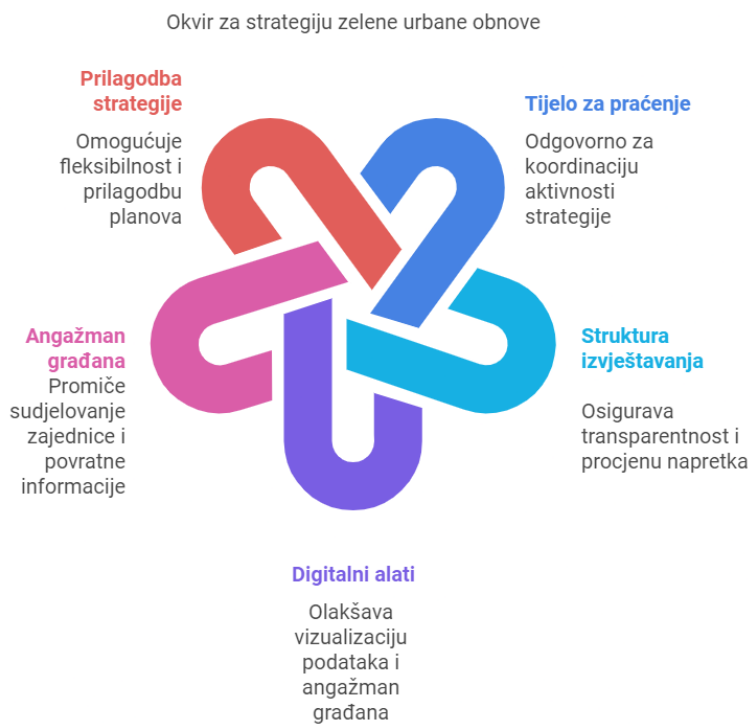 Okvir za strategiju zelene urbane obnove
Prilagodba
strategije
Omogućuje
fleksibilnost i
prilagodbu
planova
Tijelo za praćenje
Odgovorno za
koordinaciju
aktivnosti
strategije
Angažman
građana
Promiče
sudjelovanje
zajednice i
povratne
informacije
Struktura
izvještavanja
Osigurava
transparentnost i
procjenu napretka
Digitalni alati
Olakšava
vizualizaciju
podataka i
angažman
građana